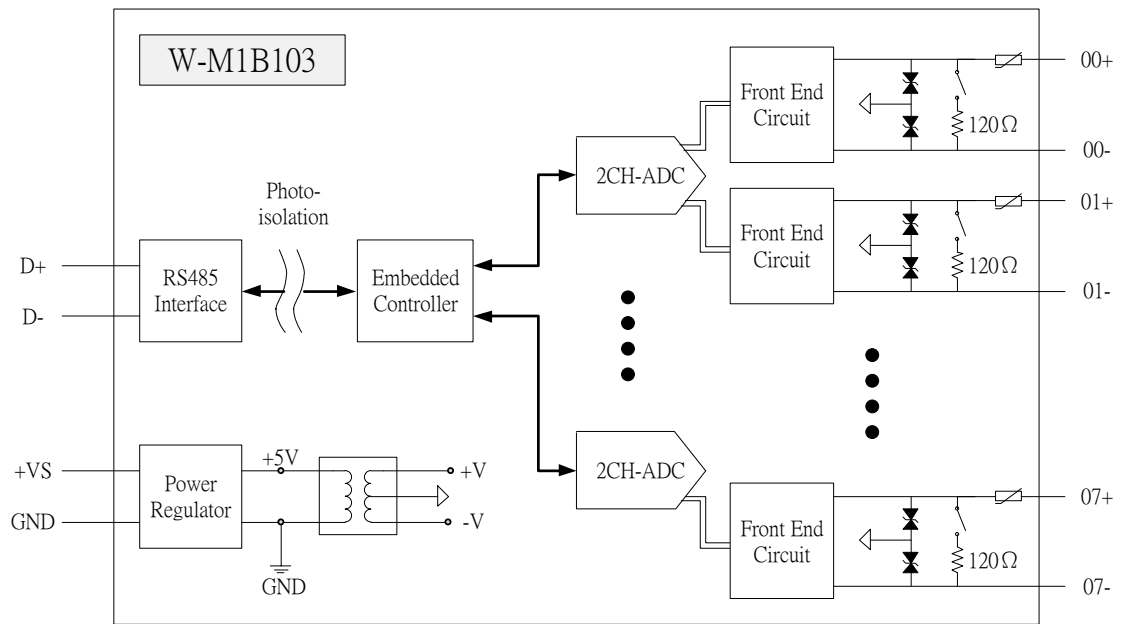 W-M1B103
Front End
Circuit
00+
120Ω
00-
2CH-ADC
Front End
Circuit
01+
120Ω
01-
Photo-
isolation
D+
D-
RS485
Interface
Embedded
Controller
+VS
GND
Power
Regulator
+5V
GND
+V
-V
2CH-ADC
Front End
Circuit
07+
120Ω
07-